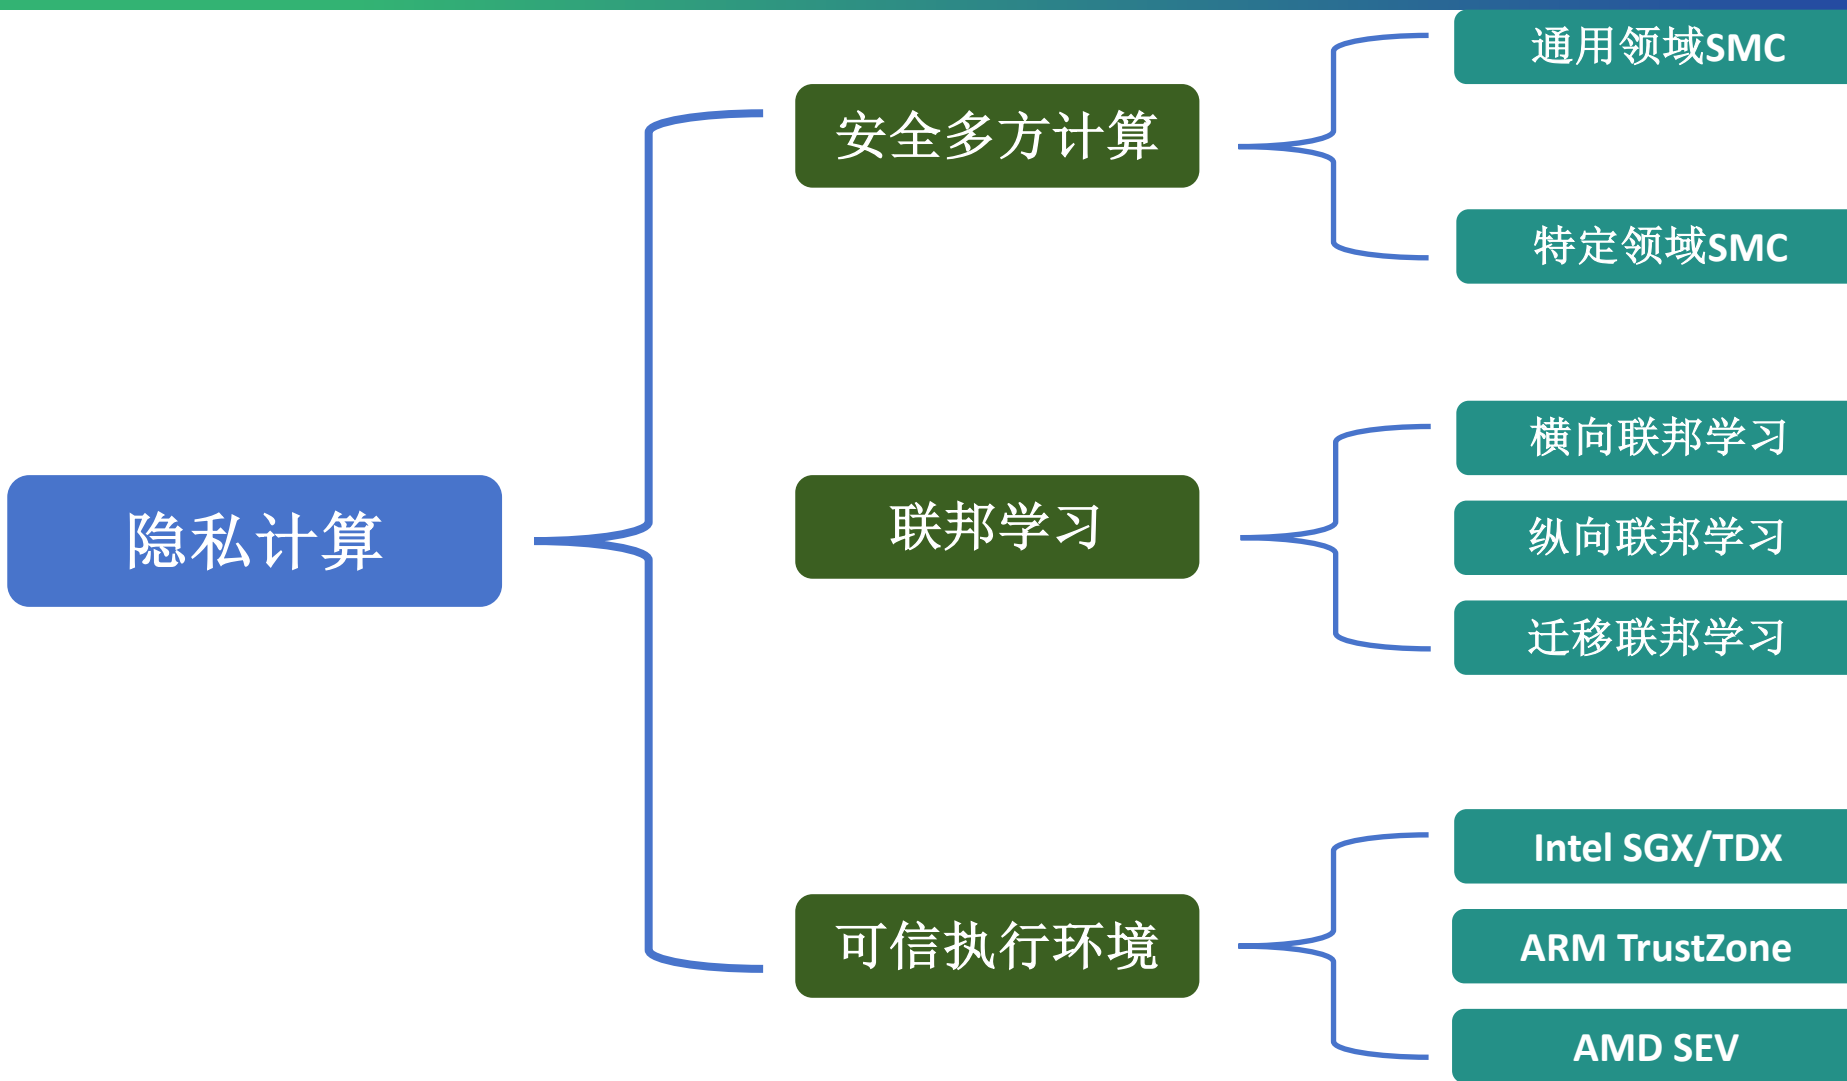 隐私计算
安全多方计算
通用领域SMC
特定领域SMC
联邦学习
横向联邦学习
纵向联邦学习
迁移联邦学习
可信执行环境
Intel SGX/TDX
ARM TrustZone
AMD SEV